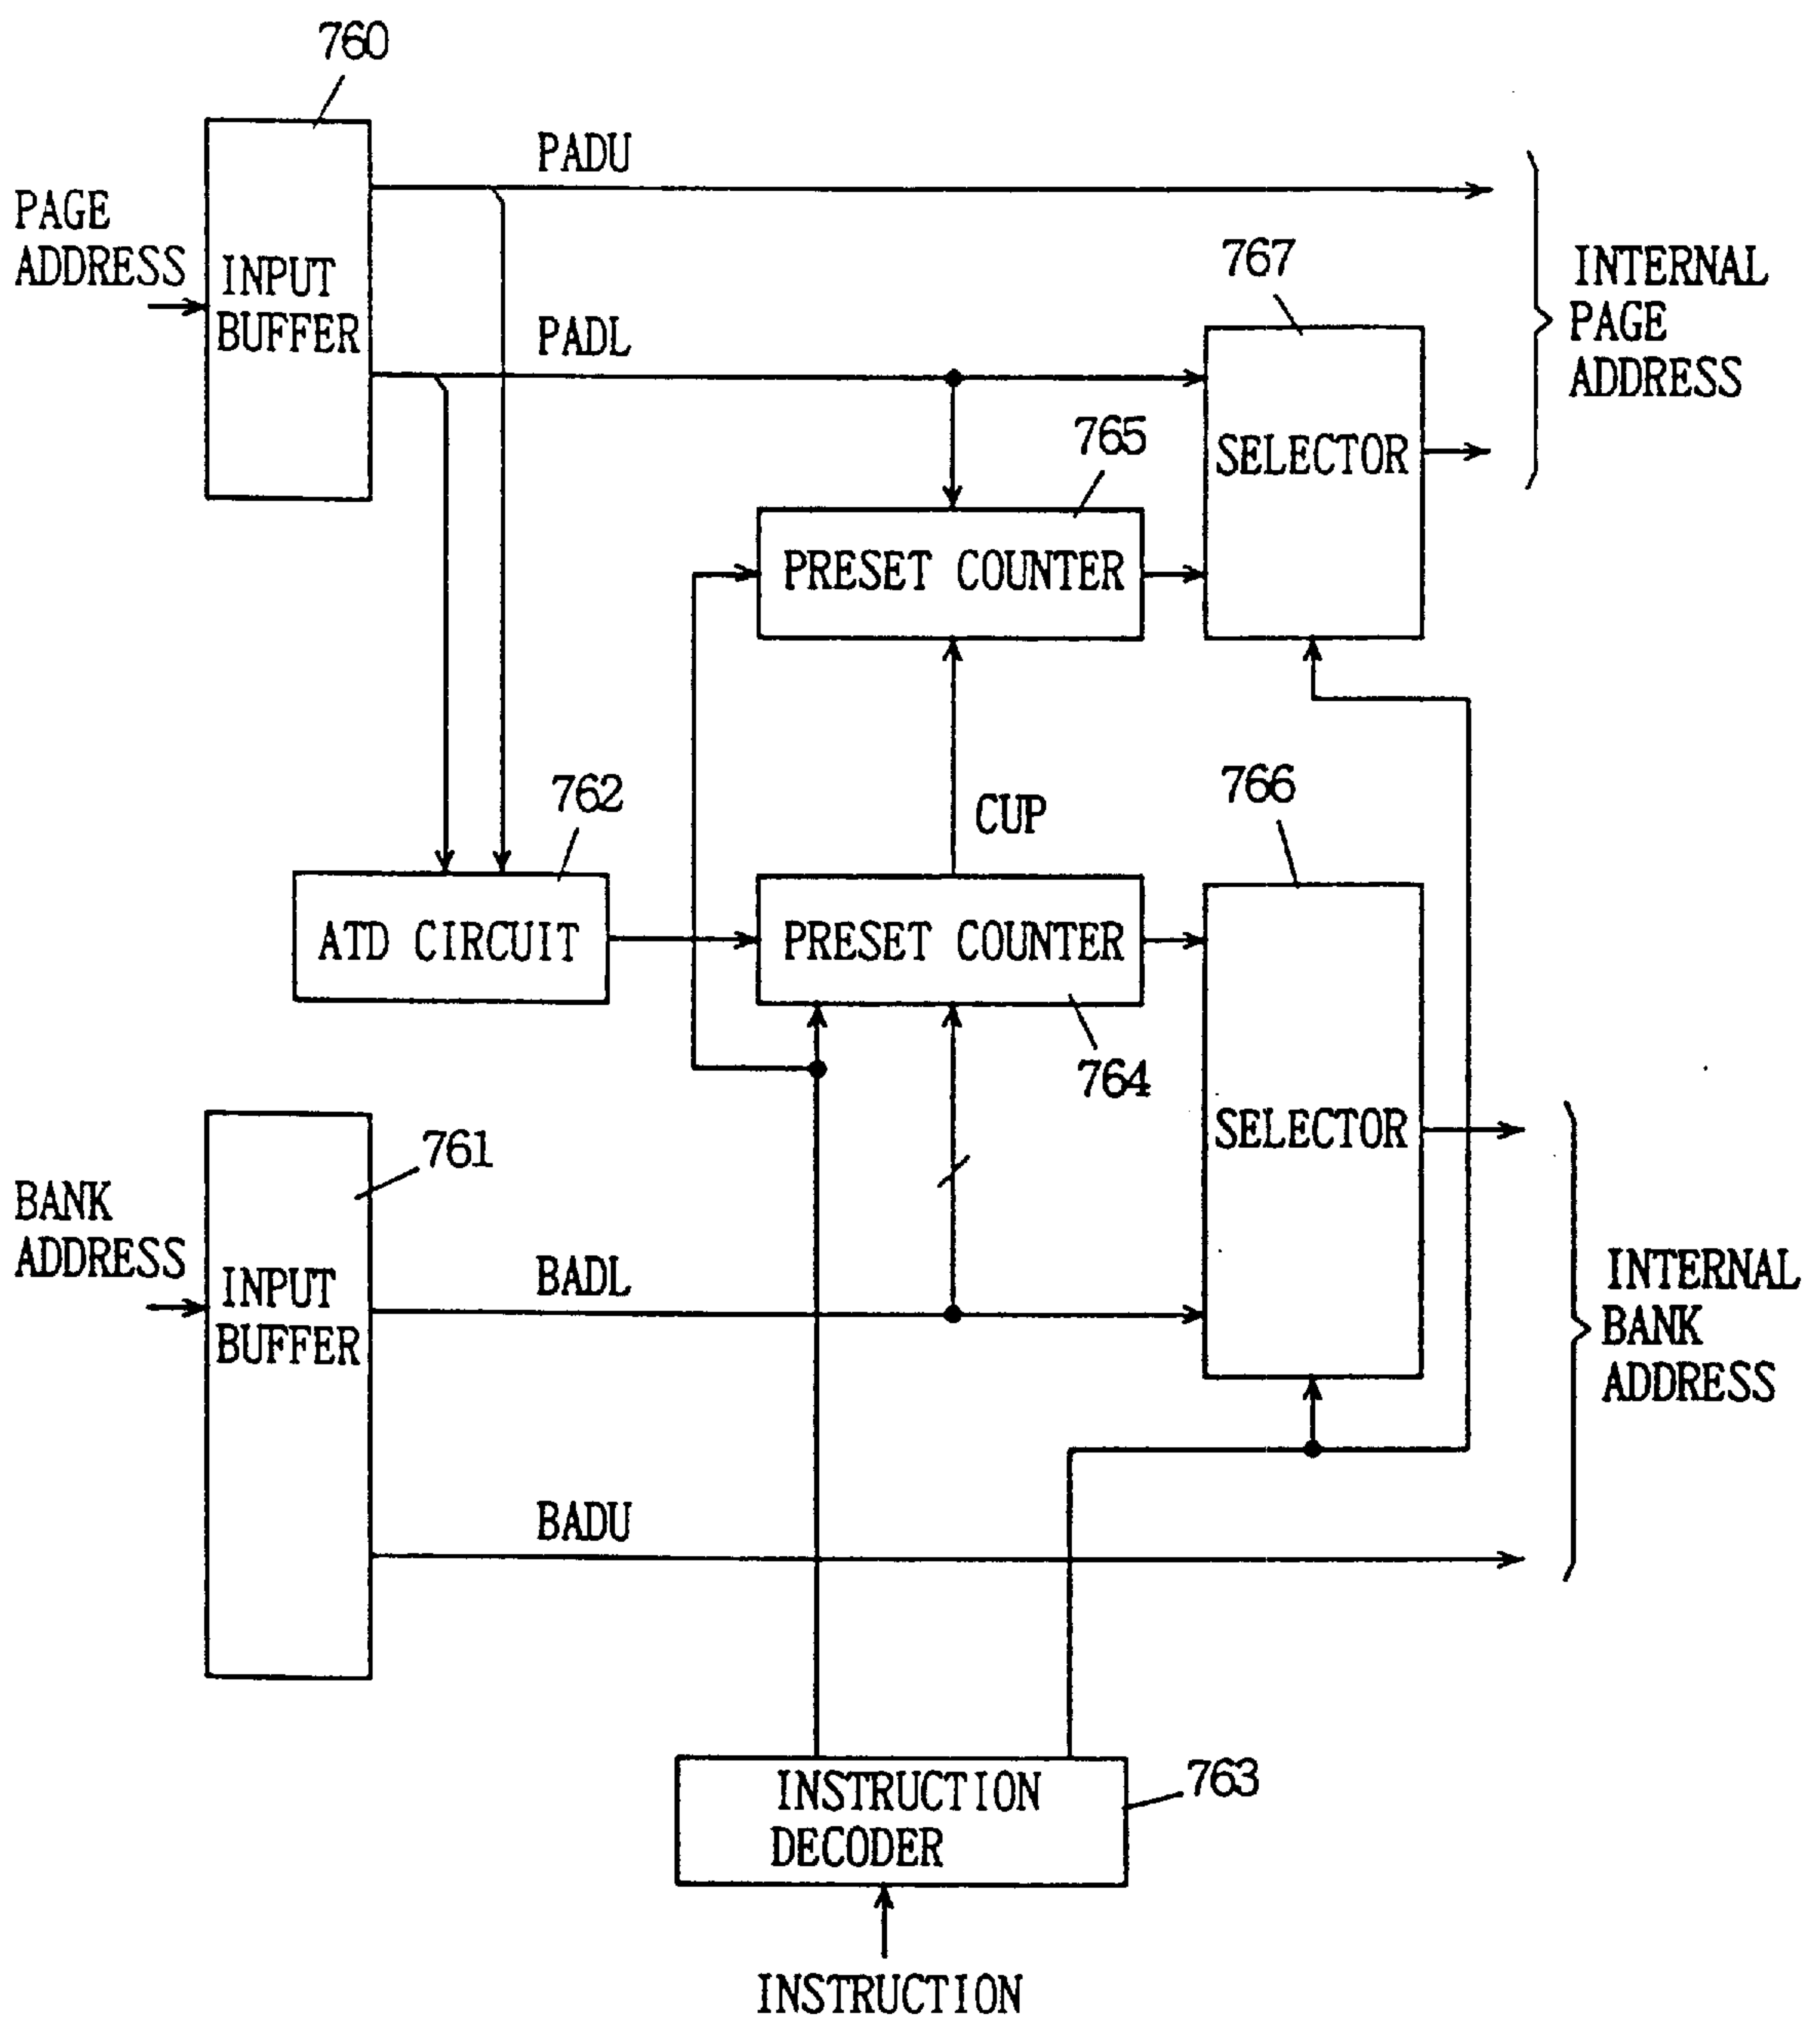 760
PADU
PAGE
ADDRESS
INPUT
BUFFER
767
INTERNAL
PAGE
ADDRESS
PADL
765
SELECTOR
PRESET COUNTER
762
CUP
766
ATD CIRCUIT
PRESET COUNTER
764
761
SELECTOR
BANK
ADDRESS
INPUT
BUFFER
BADL
INTERNAL
BANK
ADDRESS
BADU
763
INSTRUCTION
DECODER
INSTRUCTION